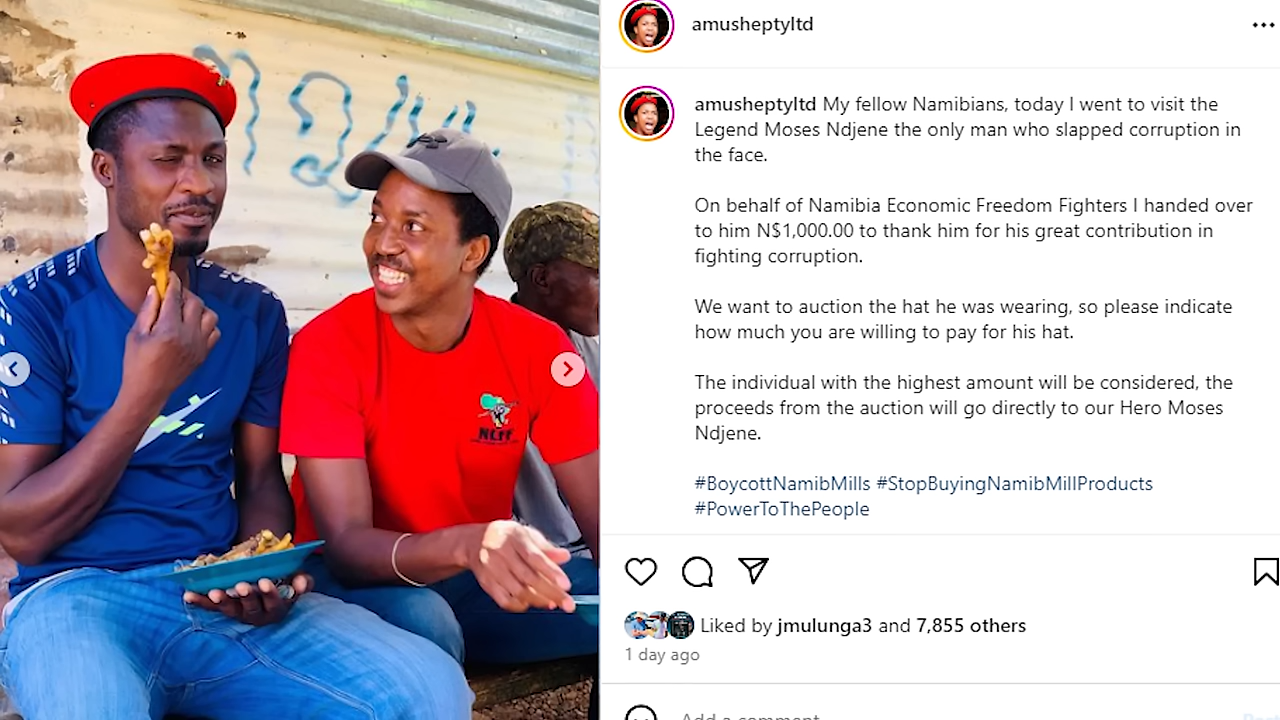 amusheptyltd
amusheptyltd My fellow Namibians, today I went to visit the
Legend Moses Ndjene the only man who slapped corruption in
the face.
On behalf of Namibia Economic Freedom Fighters I handed over
to him N$1,000.00 to thank him for his great contribution in
fighting corruption.
We want to auction the hat he was wearing, so please indicate
how much you are willing to pay for his hat.
The individual with the highest amount will be considered, the
proceeds from the auction will go directly to our Hero Moses
Ndjene.
#BoycottNamibMills #StopBuyingNamibMillProducts
#PowerToThePeople
Liked by jmulunga3 and 7,855 others
1 day ago
Add a comment...
Post